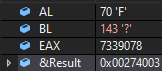 AL 70 'F'
BL 143 '?'
EAX 7339078
&Result 0x00274003